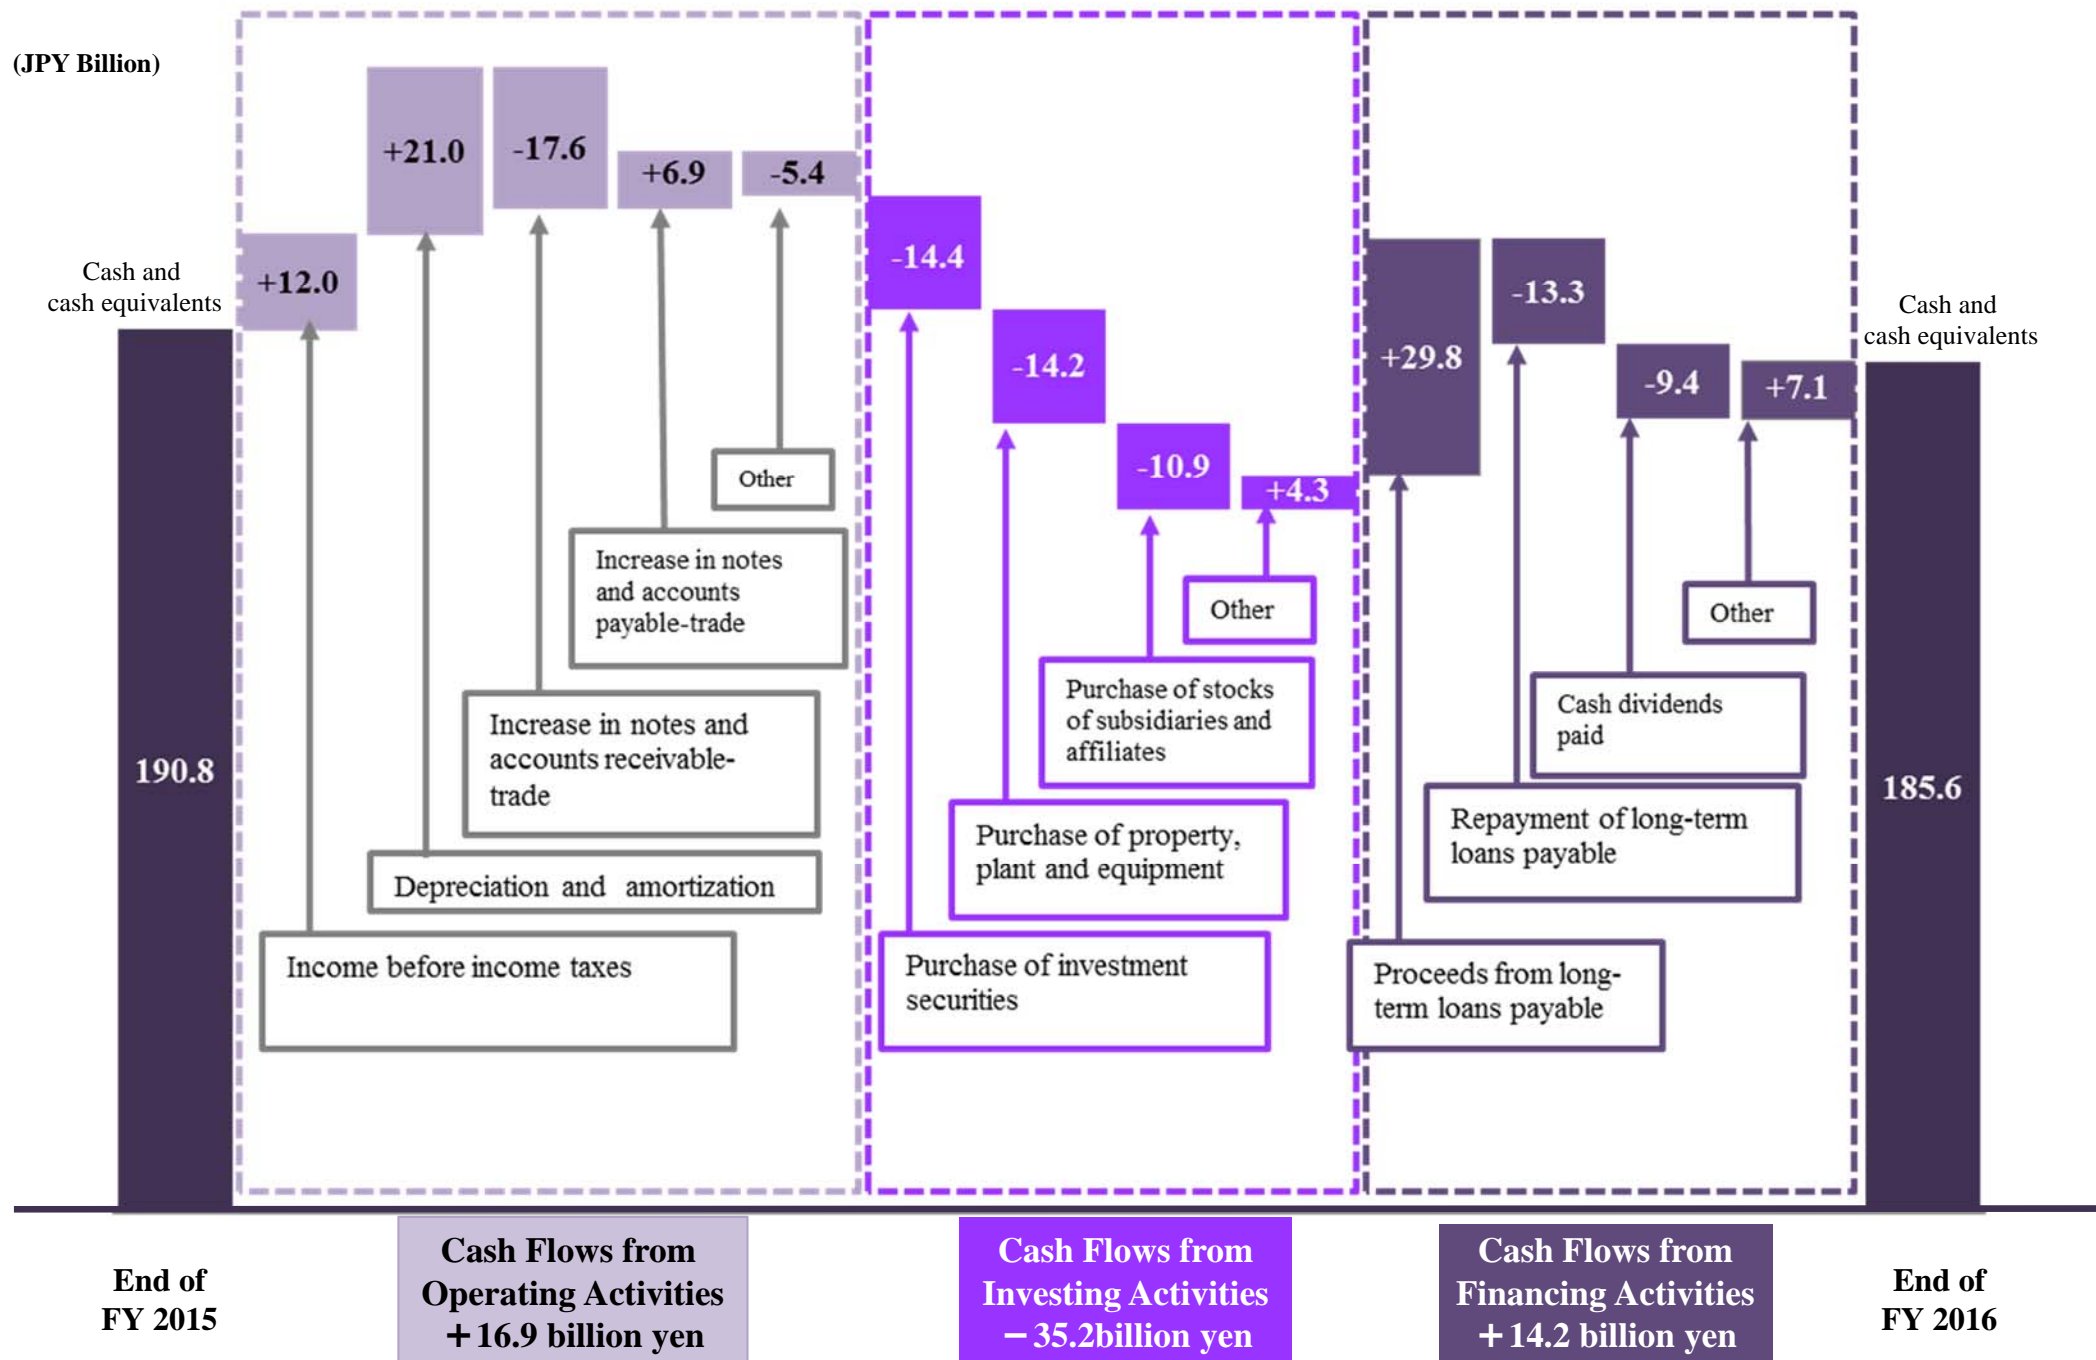 (JPY Billion)
Cash and
cash equivalents
190.8
+12.0
+21.0
-17.6
+6.9
-5.4
Other
Increase in notes
and accounts
payable-trade
Increase in notes and
accounts receivable-
trade
Depreciation and amortization
Income before income taxes
-14.4
-14.2
-10.9
+4.3
Other
Purchase of stocks
of subsidiaries and
affiliates
Purchase of property,
plant and equipment
Purchase of investment
securities
+29.8
-13.3
-9.4
+7.1
Other
Cash dividends
paid
Repayment of long-term
loans payable
Proceeds from long-
term loans payable
Cash and
cash equivalents
185.6
End of
FY 2015
Cash Flows from
Operating Activities
+16.9 billion yen
Cash Flows from
Investing Activities
−35.2billion yen
Cash Flows from
Financing Activities
+14.2 billion yen
End of
FY 2016